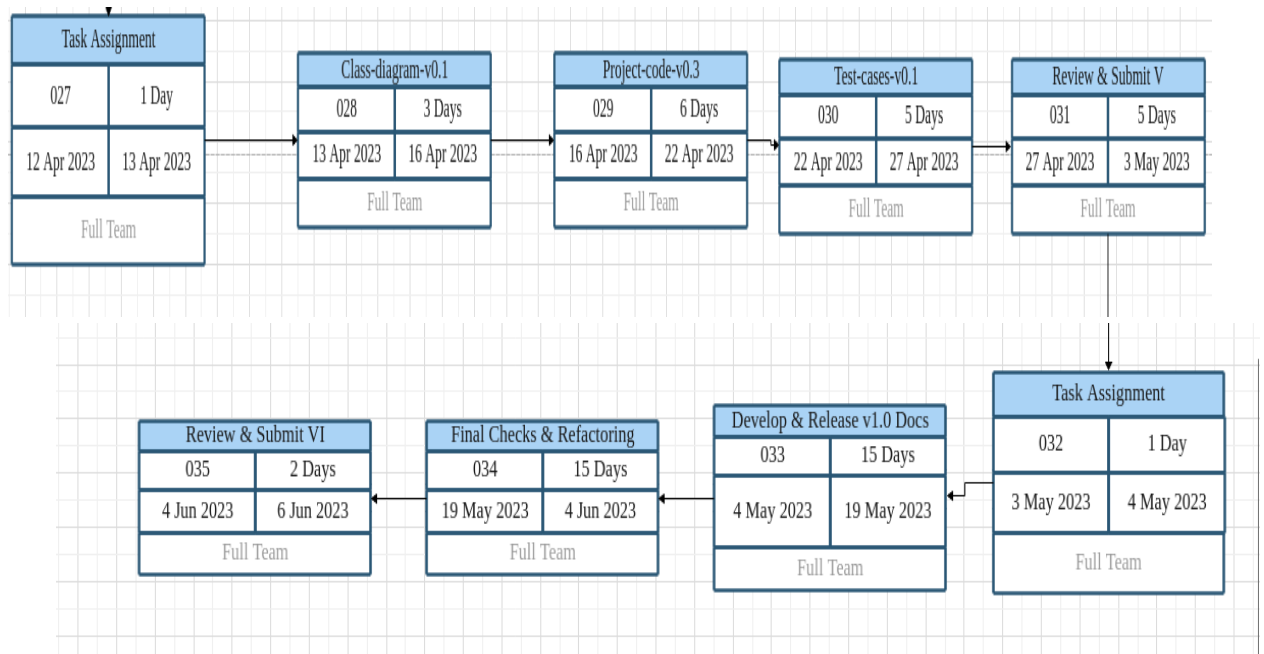 Task Assignment
027 1 Day
12 Apr 2023 13 Apr 2023
Full Team
Class-diagram-v0.1
028 3 Days
13 Apr 2023 16 Apr 2023
Full Team
Project-code-v0.3
029 6 Days
16 Apr 2023 22 Apr 2023
Full Team
Test-cases-v0.1
030 5 Days
22 Apr 2023 27 Apr 2023
Full Team
Review & Submit V
031 5 Days
27 Apr 2023 3 May 2023
Full Team
Task Assignment
032 1 Day
3 May 2023 4 May 2023
Full Team
Develop & Release v1.0 Docs
033 15 Days
4 May 2023 19 May 2023
Full Team
Final Checks & Refactoring
034 15 Days
19 May 2023 4 Jun 2023
Full Team
Review & Submit VI
035 2 Days
4 Jun 2023 6 Jun 2023
Full Team